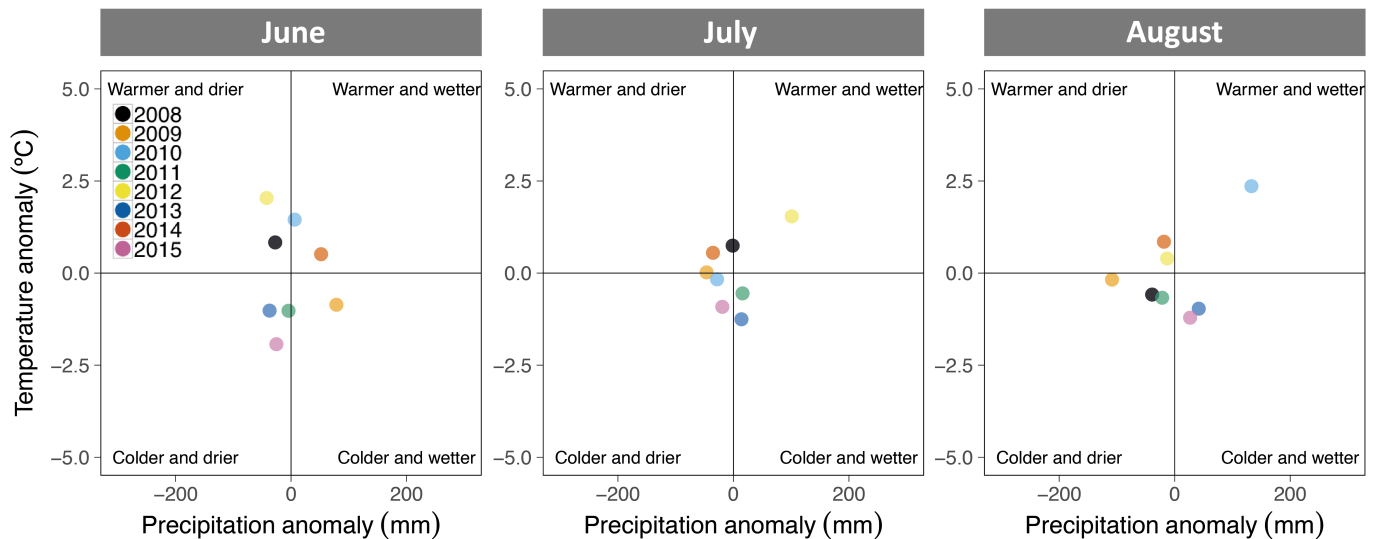 June
July
August
Temperature anomaly (°C)
5.0
2.5
0.0
−2.5
−5.0
Warmer and drier
Warmer and wetter
2008
2009
2010
2011
2012
2013
2014
2015
Colder and drier
Colder and wetter
−200
0
200
Precipitation anomaly (mm)
5.0
2.5
0.0
−2.5
−5.0
Warmer and drier
Warmer and wetter
Colder and drier
Colder and wetter
−200
0
200
Precipitation anomaly (mm)
5.0
2.5
0.0
−2.5
−5.0
Warmer and drier
Warmer and wetter
Colder and drier
Colder and wetter
−200
0
200
Precipitation anomaly (mm)